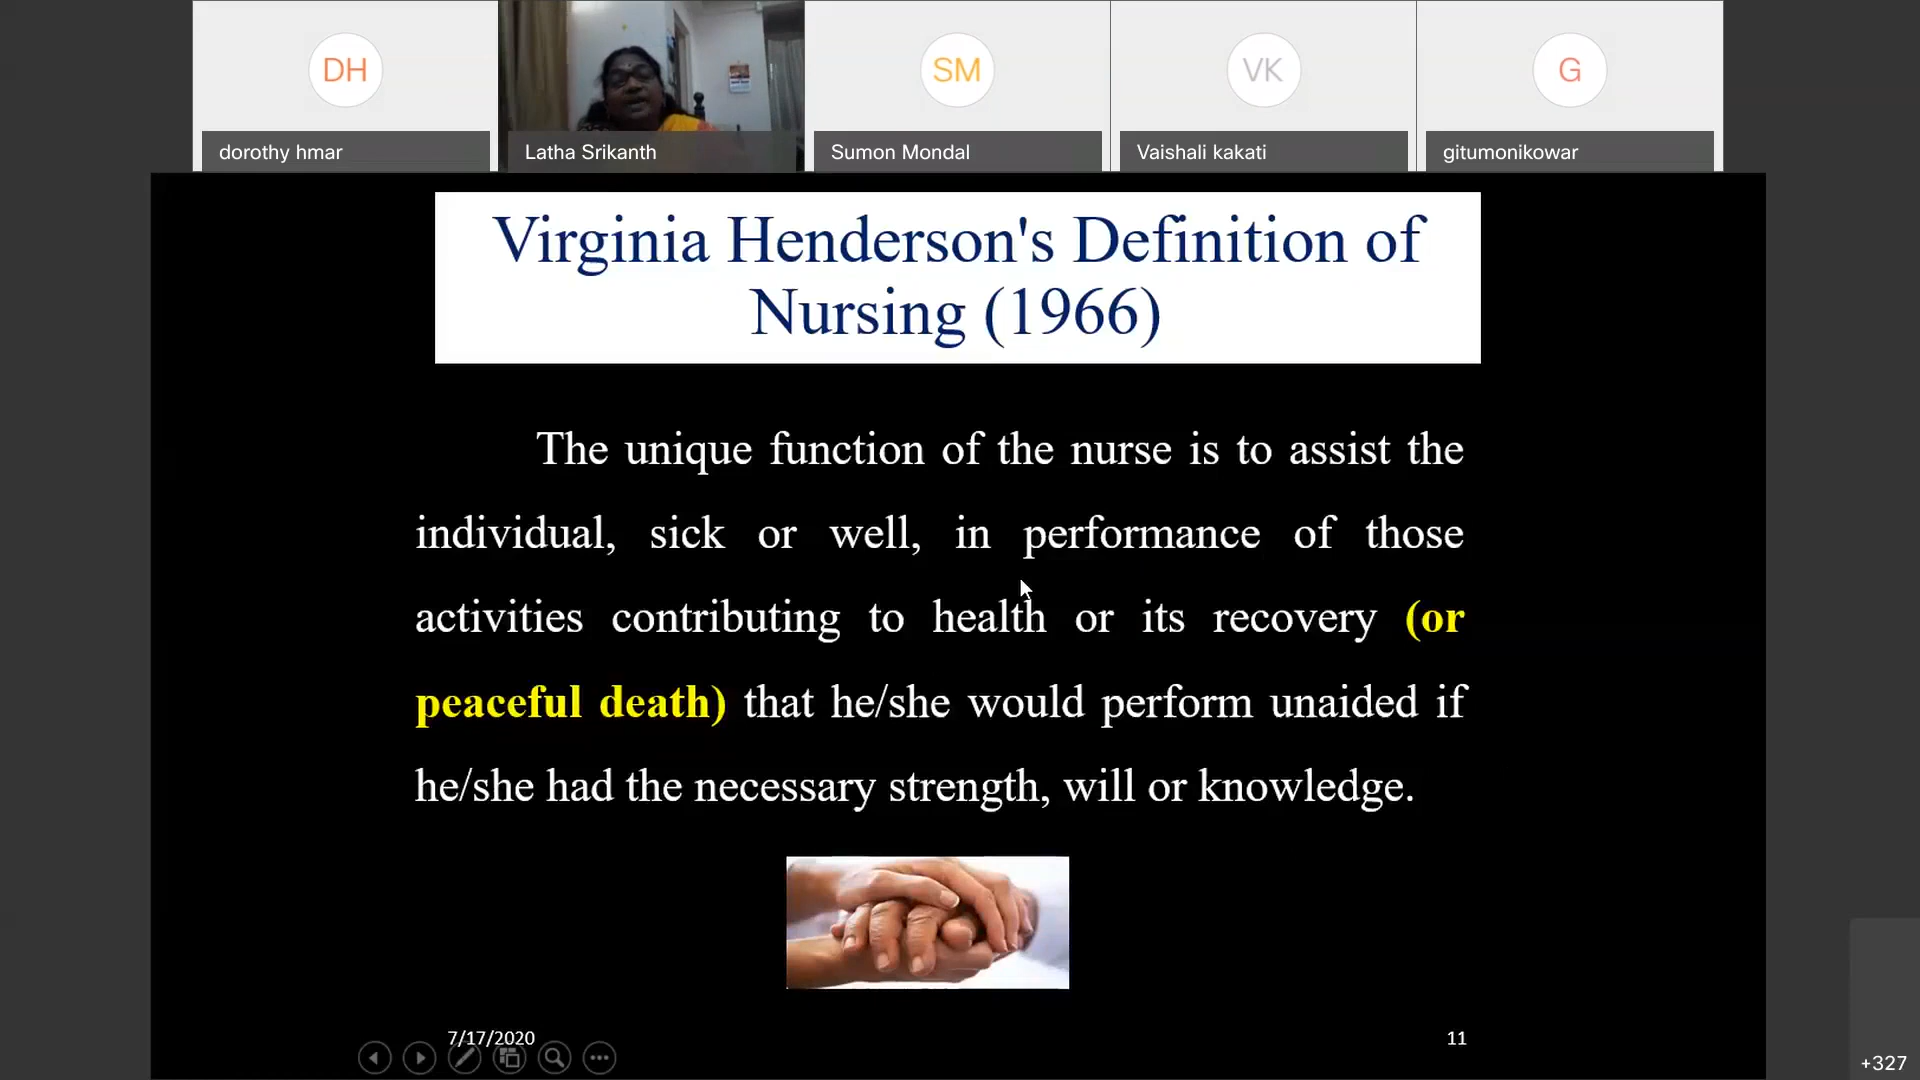 DH
SM
VK
G
dorothy hmar
Latha Srikanth
Sumon Mondal
Vaishali kakati
gitumonikowar
Virginia Henderson's Definition of
Nursing (1966)
The unique function of the nurse is to assist the
individual, sick or well, in performance of those
activities contributing to health or its recovery (or
peaceful death) that he/she would perform unaided if
he/she had the necessary strength, will or knowledge.
7/17/2020
11
+327